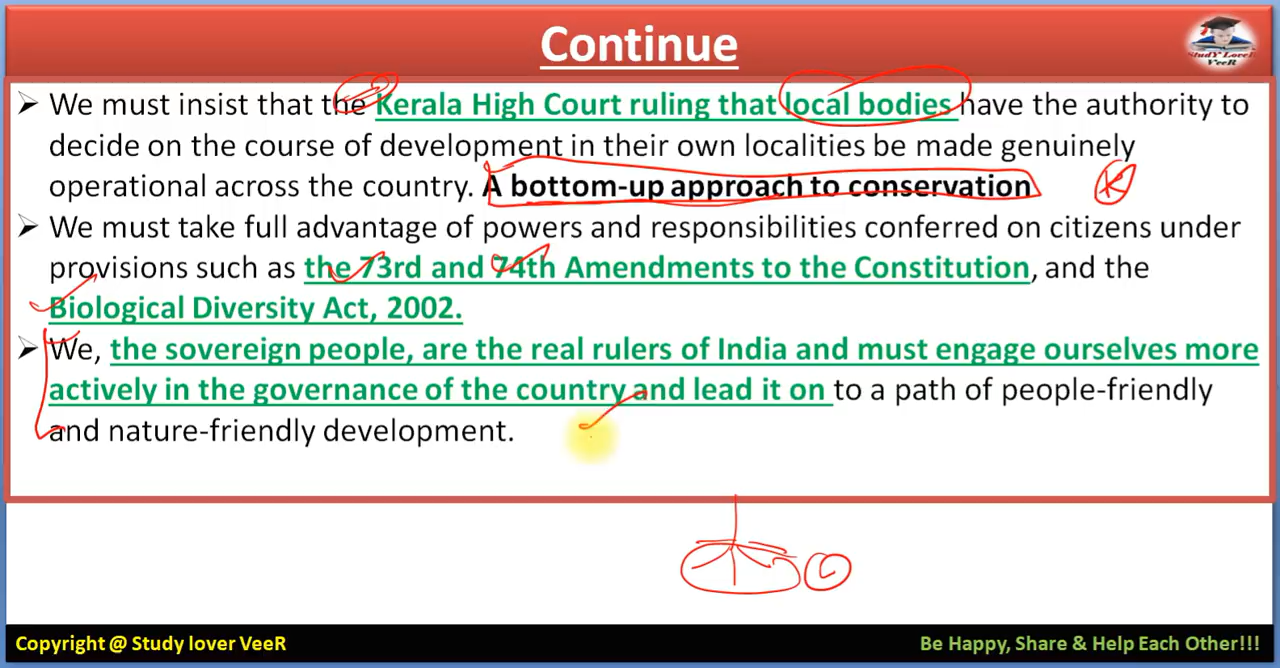 Continue
StudY LoveR
VeeR
➢ We must insist that the Kerala High Court ruling that local bodies have the authority to
decide on the course of development in their own localities be made genuinely
operational across the country. A bottom-up approach to conservation
➢ We must take full advantage of powers and responsibilities conferred on citizens under
provisions such as the 73rd and 74th Amendments to the Constitution, and the
Biological Diversity Act, 2002.
➢ We, the sovereign people, are the real rulers of India and must engage ourselves more
actively in the governance of the country and lead it on to a path of people-friendly
and nature-friendly development.
Copyright @ Study lover VeeR
Be Happy, Share & Help Each Other!!!